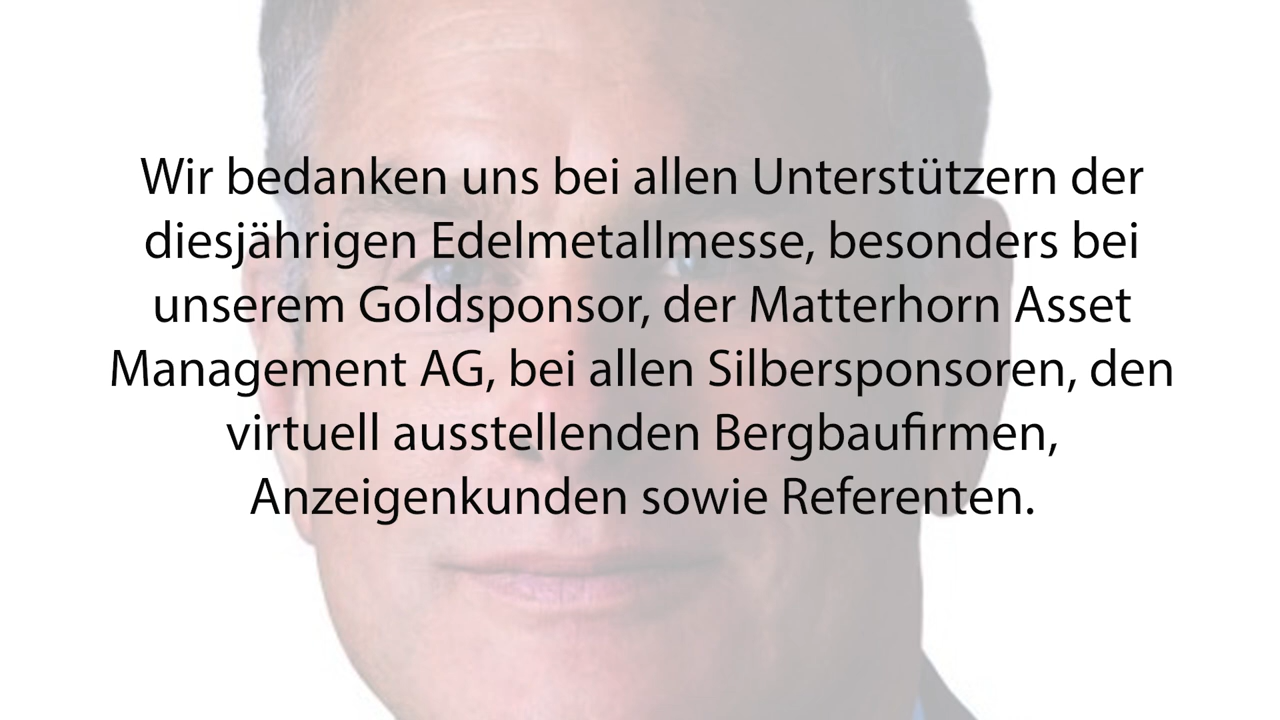 Wir bedanken uns bei allen Unterstützern der
diesjährigen Edelmetallmesse, besonders bei
unserem Goldsponsor, der Matterhorn Asset
Management AG, bei allen Silbersponsoren, den
virtuell ausstellenden Bergbaufirmen,
Anzeigenkunden sowie Referenten.